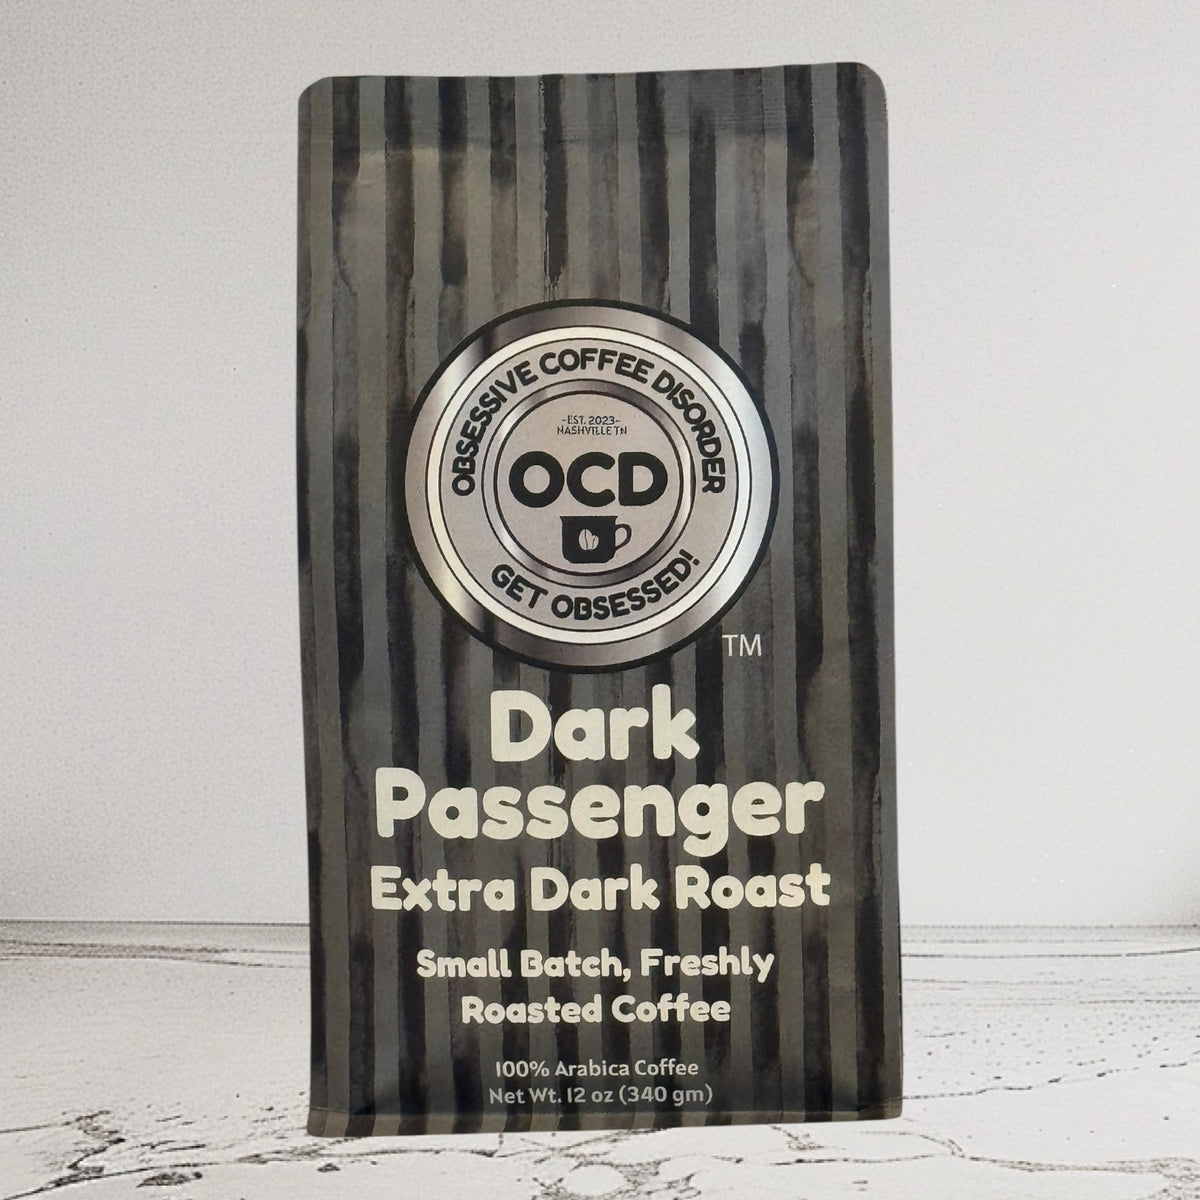 OBSESSIVE COFFEE DISORDER
-EST. 2023-
NASHVILLE TN
OCD
GET OBSESSED!
TM
Dark
Passenger
Extra Dark Roast
Small Batch, Freshly
Roasted Coffee
100% Arabica Coffee
Net Wt. 12 oz (340 gm)